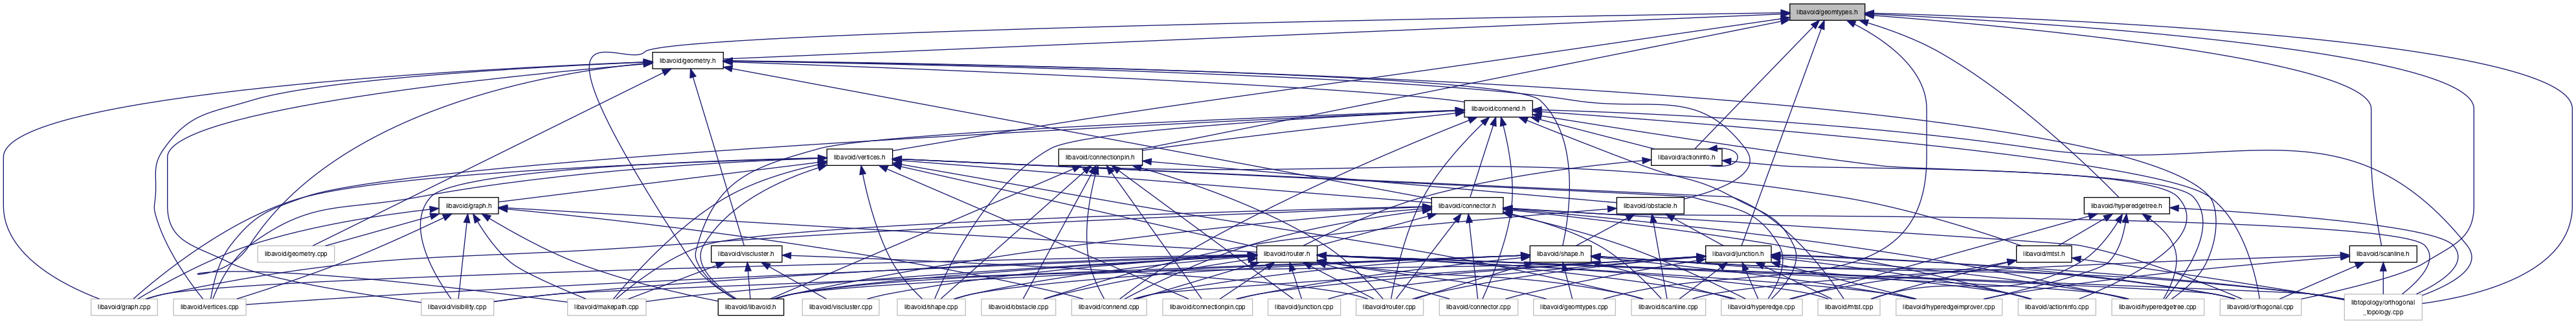 libavoid/geomtypes.h
libavoid/geometry.h
libavoid/connend.h
libavoid/vertices.h
libavoid/connectionpin.h
libavoid/actioninfo.h
libavoid/graph.h
libavoid/connector.h
libavoid/obstacle.h
libavoid/hyperedgetree.h
libavoid/geometry.cpp
libavoid/viscluster.h
libavoid/router.h
libavoid/shape.h
libavoid/junction.h
libavoid/mtst.h
libavoid/scanline.h
libavoid/graph.cpp
libavoid/vertices.cpp
libavoid/visibility.cpp
libavoid/makepath.cpp
libavoid/libavoid.h
libavoid/viscluster.cpp
libavoid/shape.cpp
libavoid/obstacle.cpp
libavoid/connend.cpp
libavoid/connectionpin.cpp
libavoid/junction.cpp
libavoid/router.cpp
libavoid/connector.cpp
libavoid/geomtypes.cpp
libavoid/scanline.cpp
libavoid/hyperedge.cpp
libavoid/mtst.cpp
libavoid/hyperedgeimprover.cpp
libavoid/actioninfo.cpp
libavoid/hyperedgetree.cpp
libavoid/orthogonal.cpp
libtopology/orthogonal
_topology.cpp